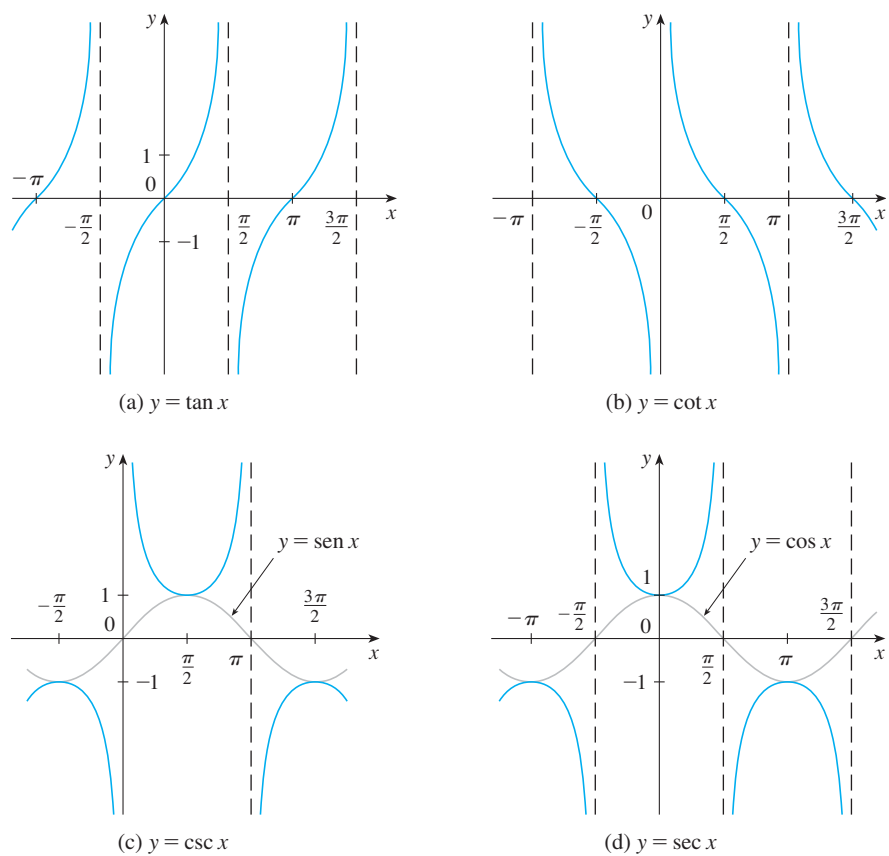 y
1
−π
0
−π/2
−1
π/2
π
3π/2
x
(a) y = tan x
y
−π
−π/2
0
π/2
π
3π/2
x
(b) y = cot x
y
y = sen x
−π/2
1
0
3π/2
π/2
π
x
−1
(c) y = csc x
y
y = cos x
1
−π
−π/2
0
3π/2
π/2
π
x
−1
(d) y = sec x